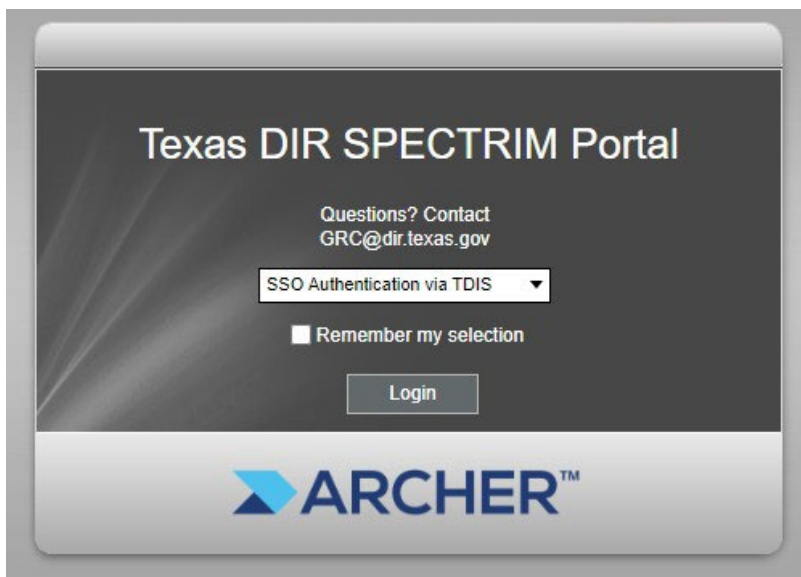 Texas DIR SPECTRIM Portal
Questions? Contact
GRC@dir.texas.gov
SSO Authentication via TDIS
Remember my selection
Login
ARCHER™